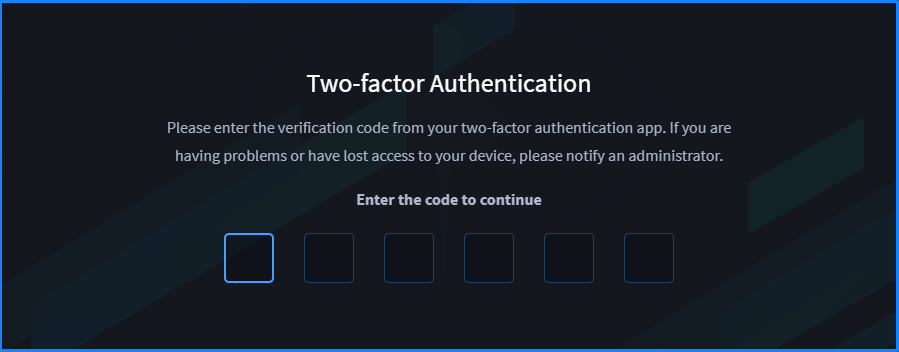 Two-factor Authentication
Please enter the verification code from your two-factor authentication app. If you are
having problems or have lost access to your device, please notify an administrator.
Enter the code to continue